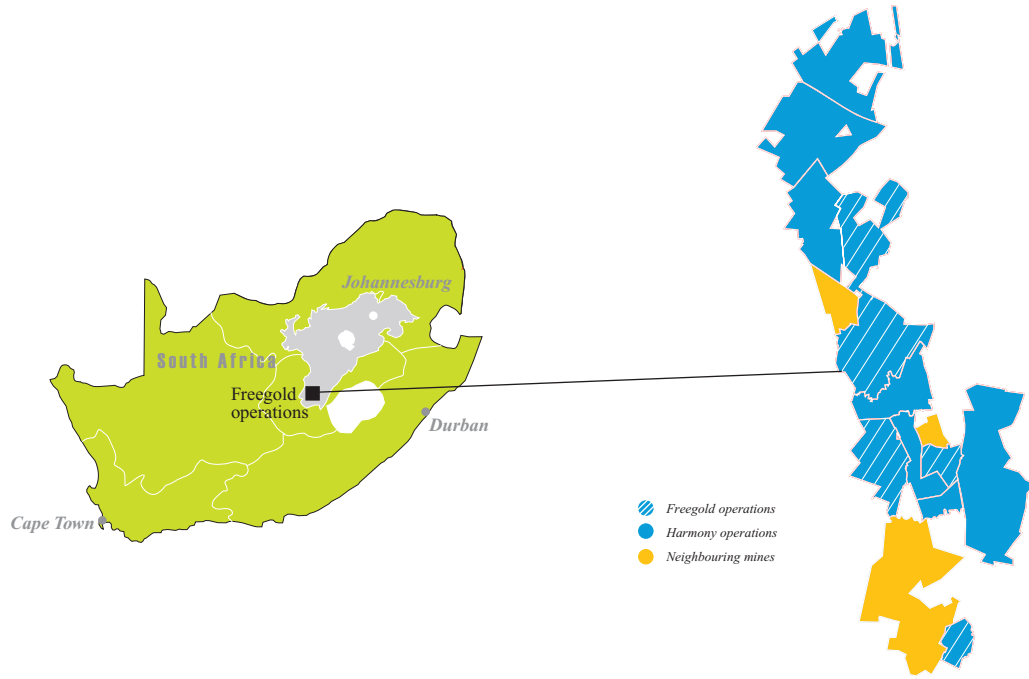 Johannesburg
South Africa
Freegold
operations
Durban
Cape Town
Freegold operations
Harmony operations
Neighbouring mines